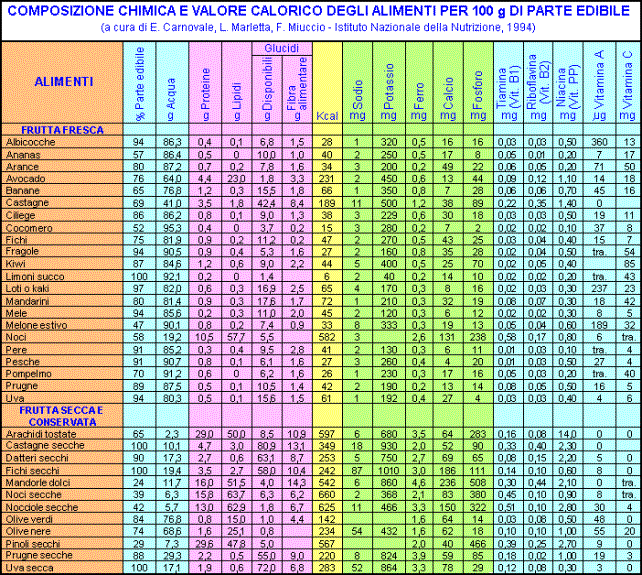 COMPOSIZIONE CHIMICA E VALORE CALORICO DEGLI ALIMENTI PER 100 g DI PARTE EDIBILE
(a cura di E. Carnovale, L. Marletta, F. Miuccio - Istituto Nazionale della Nutrizione, 1994)
Glucidi
ALIMENTI % Parte edibile g Acqua g Proteine g Lipidi g Disponibili g Fibra alimentare Kcal mg Sodio mg Potassio mg Ferro mg Calcio mg Fosforo mg Tiamina (Vit. B1) mg Riboflavina (Vit. B2) mg Niacina (Vit. PP) µg Vitamina A mg Vitamina C
FRUTTA FRESCA
Albicocche 94 86,3 0,4 0,1 6,8 1,5 28 1 320 0,5 16 16 0,03 0,03 0,50 360 13
Ananas 57 86,4 0,5 0 10,0 1,0 40 2 250 0,5 17 8 0,05 0,01 0,20 7 17
Arance 80 87,2 0,7 0,2 7,8 1,6 34 3 200 0,2 49 22 0,06 0,05 0,20 71 50
Avocado 76 64,0 4,4 23,0 1,8 3,3 231 2 450 0,6 13 44 0,09 0,12 1,10 14 18
Banane 65 76,8 1,2 0,3 15,5 1,8 66 1 350 0,8 7 28 0,06 0,06 0,70 45 16
Castagne 41,0 3,5 1,8 42,4 8,4 189 11 500 1,2 38 89 0,22 0,35 1,40 0
Ciliege 86 86,2 0,8 0,1 9,0 1,3 38 3 229 0,6 30 18 0,03 0,03 0,50 19 11
Cocomero 52 95,3 0,4 0 3,7 0,2 15 3 280 0,2 7 2 0,02 0,02 0,10 37 8
Fichi 75 81,9 0,9 0,2 11,2 0,2 47 2 270 0,5 43 25 0,03 0,04 0,40 15 7
Fragole 94 90,5 0,9 0,4 5,3 1,6 27 2 160 0,8 35 28 0,02 0,04 0,50 tra. 54
Kiwi 87 84,6 1,2 0,6 9,0 2,2 44 5 400 0,5 25 70 0,02 0,05 0,40 85
Limoni succo 100 92,1 0,2 0 1,4 6 2 40 0,2 14 10 0,02 0,01 0,20 tra. 43
Loti o kaki 97 82,0 0,6 0,3 16,9 2,5 65 4 170 0,3 8 16 0,02 0,03 0,30 237 23
Mandarini 80 81,4 0,9 0,3 17,6 1,7 72 1 210 0,3 32 19 0,08 0,07 0,30 18 42
Mele 94 85,6 0,2 0,3 11,0 2,0 45 2 120 0,3 6 12 0,02 0,02 0,30 8 5
Melone estivo 47 90,1 0,8 0,2 7,4 0,9 33 8 333 0,3 19 13 0,05 0,04 0,60 189 32
Noci 58 19,2 10,5 57,7 5,5 582 3 2,6 131 238 0,58 0,17 0,80 6 tra.
Pere 91 85,2 0,3 0,4 9,5 2,8 41 2 130 0,3 6 11 0,01 0,03 0,10 tra. 4
Pesche 91 90,7 0,8 0,1 6,1 1,6 27 3 260 0,4 4 20 0,01 0,03 0,50 27 4
Pompelmo 70 91,2 0,6 0 6,2 1,6 26 1 230 0,3 17 16 0,05 0,03 0,20 tra. 40
Prugne 89 87,5 0,5 0,1 10,5 1,4 42 2 190 0,2 13 14 0,08 0,05 0,50 16 5
Uva 94 80,3 0,5 0,1 15,6 1,5 61 1 192 0,4 27 4 0,03 0,03 0,40 4 6
FRUTTA SECCA E
CONSERVATA
Arachidi tostate 65 2,3 29,0 50,0 8,5 10,9 597 6 680 3,5 64 283 0,16 0,08 14,0 0 0
Castagne secche 100 10,1 4,7 3,0 80,9 13,1 349 18 930 2,0 52 90 0,33 0,40 2,30 0
Datteri secchi 90 17,3 2,7 0,6 63,1 8,7 253 5 750 2,7 69 65 0,08 0,15 2,20 5 0
Fichi secchi 100 19,4 3,5 2,7 58,0 10,4 242 87 1010 3,0 186 111 0,14 0,10 0,60 8 0
Mandorle dolci 24 11,7 16,0 51,5 4,0 14,3 542 6 860 4,6 236 508 0,30 0,44 2,10 0 tra.
Noci secche 39 6,3 15,8 63,7 6,3 6,2 660 2 368 2,1 83 380 0,45 0,10 0,90 8 tra.
Nocciole secche 42 5,7 13,0 62,9 1,8 6,7 625 11 466 3,3 150 322 0,51 0,10 2,80 30 4
Olive verdi 84 76,8 0,8 15,0 1,0 4,4 142 1,6 64 14 0,03 0,08 0,50 48 0
Olive nere 74 68,6 1,6 25,1 0,8 234 54 432 1,6 62 18 0,10 0,10 1,00 55 20
Pinoli secchi 29 7,3 29,6 47,8 5,0 567 2,0 40 466 0,39 0,25 2,70 9 0
Prugne secche 88 29,3 2,2 0,5 55,0 9,0 220 8 824 3,9 59 85 0,18 0,02 1,00 19 3
Uva secca 17,1 1,9 0,6 72,0 6,8 283 52 864 3,3 78 29 0,12 0,08 0,30 3 0